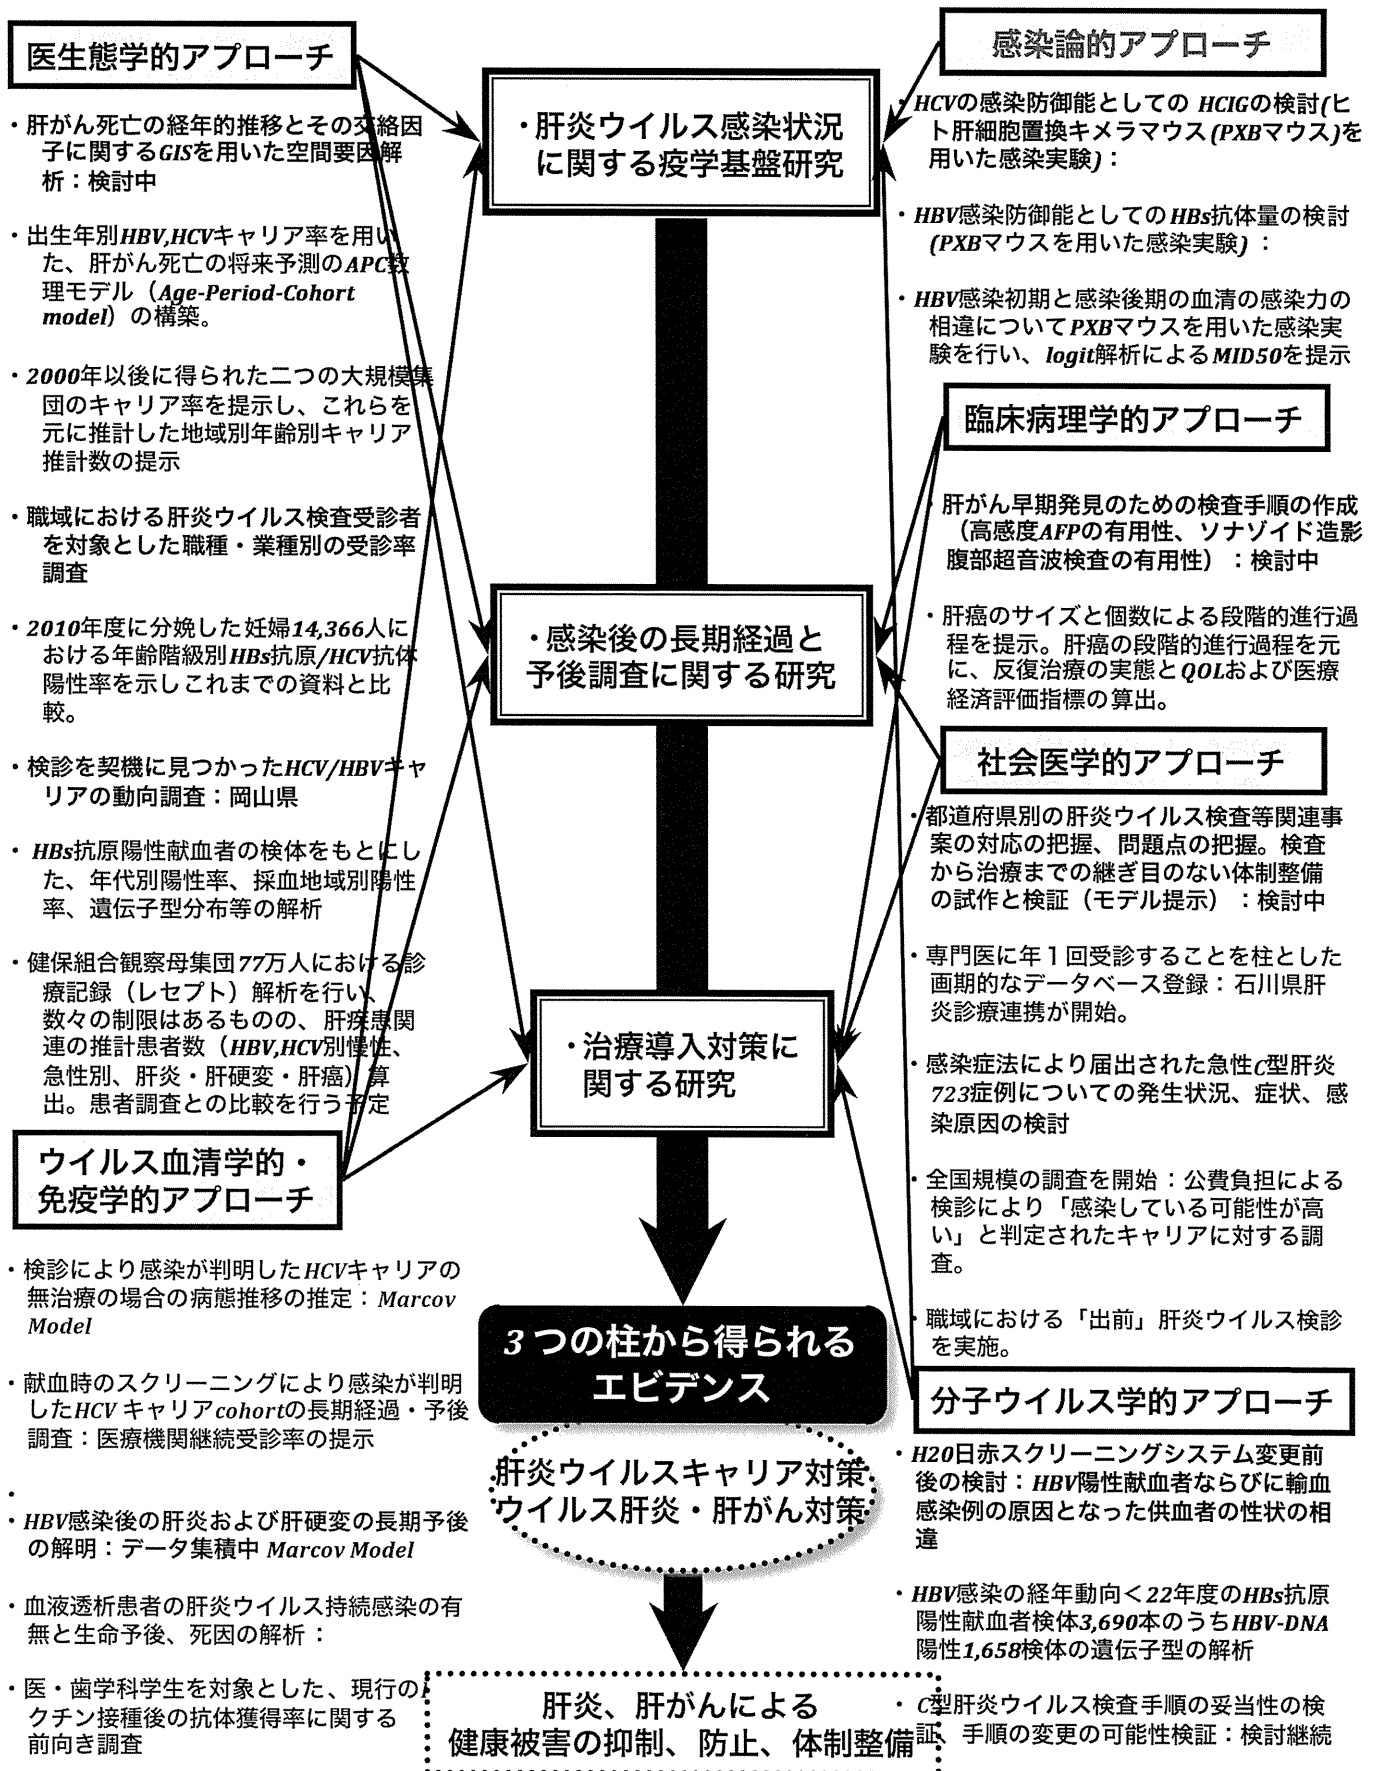 医生態学的アプローチ
・肝がん死亡の経年的推移とその交絡因
子に関するGISを用いた空間要因解
析：検討中
・出生年別HBV,HCVキャリア率を用い
た、肝がん死亡の将来予測のAPC数
理モデル（Age-Period-Cohort
model）の構築。
・2000年以後に得られた二つの大規模集
団のキャリア率を提示し、これらを
元に推計した地域別年齢別キャリア
推計数の提示
・職域における肝炎ウイルス検査受診者
を対象とした職種・業種別の受診率
調査
・2010年度に分娩した妊婦14,366人に
おける年齢階級別HBs抗原/HCV抗体
陽性率を示しこれまでの資料と比
較。
・検診を契機に見つかったHCV/HBVキャ
リアの動向調査：岡山県
・HBs抗原陽性献血者の検体をもとにし
た、年代別陽性率、採血地域別陽性
率、遺伝子型分布等の解析
・健保組合観察母集団77万人における診
療記録（レセプト）解析を行い、
数々の制限はあるものの、肝疾患関
連の推計患者数（HBV,HCV別慢性、
急性別、肝炎・肝硬変・肝癌）算
出。患者調査との比較を行う予定
ウイルス血清学的・
免疫学的アプローチ
・検診により感染が判明したHCVキャリアの
無治療の場合の病態推移の推定：Marcov
Model
・献血時のスクリーニングにより感染が判明
したHCV キャリアcohortの長期経過・予後
調査：医療機関継続受診率の提示
・
・HBV感染後の肝炎および肝硬変の長期予後
の解明：データ集積中 Marcov Model
・血液透析患者の肝炎ウイルス持続感染の有
無と生命予後、死因の解析：
・医・歯学科学生を対象とした、現行の
クチン接種後の抗体獲得率に関する
前向き調査
・肝炎ウイルス感染状況
に関する疫学基盤研究
・感染後の長期経過と
予後調査に関する研究
・治療導入対策に
関する研究
3 つの柱から得られる
エビデンス
肝炎ウイルスキャリア対策
ウイルス肝炎・肝がん対策
肝炎、肝がんによる
健康被害の抑制、防止、体制整備
感染論的アプローチ
・HCVの感染防御能としての HCIGの検討(ヒ
ト肝細胞置換キメラマウス(PXBマウス)を
用いた感染実験)：
・HBV感染防御能としてのHBs抗体量の検討
(PXBマウスを用いた感染実験)：
・HBV感染初期と感染後期の血清の感染力の
相違についてPXBマウスを用いた感染実
験を行い、logit解析によるMID50を提示
臨床病理学的アプローチ
・肝がん早期発見のための検査手順の作成
（高感度AFPの有用性、ソナゾイド造影
腹部超音波検査の有用性）：検討中
・肝癌のサイズと個数による段階的進行過
程を提示。肝癌の段階的進行過程を元
に、反復治療の実態とQOLおよび医療
経済評価指標の算出。
社会医学的アプローチ
・都道府県別の肝炎ウイルス検査等関連事
案の対応の把握、問題点の把握。検査
から治療までの継ぎ目のない体制整備
の試作と検証（モデル提示）：検討中
・専門医に年１回受診することを柱とした
画期的なデータベース登録：石川県肝
炎診療連携が開始。
・感染症法により届出された急性C型肝炎
723症例についての発生状況、症状、感
染原因の検討
・全国規模の調査を開始：公費負担による
検診により「感染している可能性が高
い」と判定されたキャリアに対する調
査。
・職域における「出前」肝炎ウイルス検診
を実施。
分子ウイルス学的アプローチ
・H20日赤スクリーニングシステム変更前
後の検討：HBV陽性献血者ならびに輸血
感染例の原因となった供血者の性状の相
違
・HBV感染の経年動向＜22年度のHBs抗原
陽性献血者検体3,690本のうちHBV-DNA
陽性1,658検体の遺伝子型の解析
・C型肝炎ウイルス検査手順の妥当性の検
証、手順の変更の可能性検証：検討継続